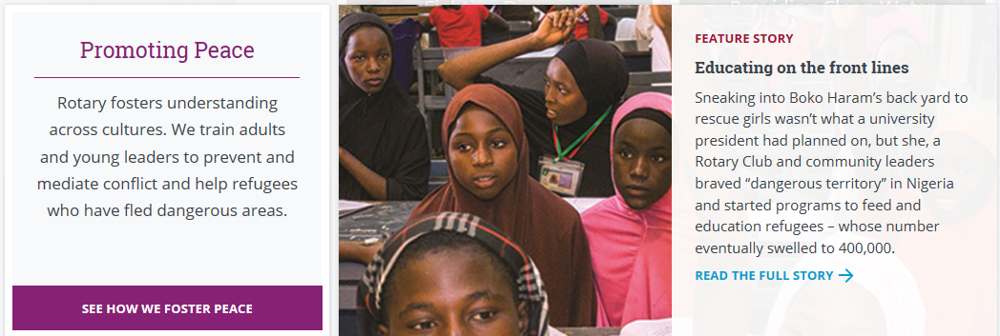 Promoting Peace
Rotary fosters understanding
across cultures. We train adults
and young leaders to prevent and
mediate conflict and help refugees
who have fled dangerous areas.
SEE HOW WE FOSTER PEACE
FEATURE STORY
Educating on the front lines
Sneaking into Boko Haram’s back yard to
rescue girls wasn’t what a university
president had planned on, but she, a
Rotary Club and community leaders
braved “dangerous territory” in Nigeria
and started programs to feed and
education refugees – whose number
eventually swelled to 400,000.
READ THE FULL STORY →